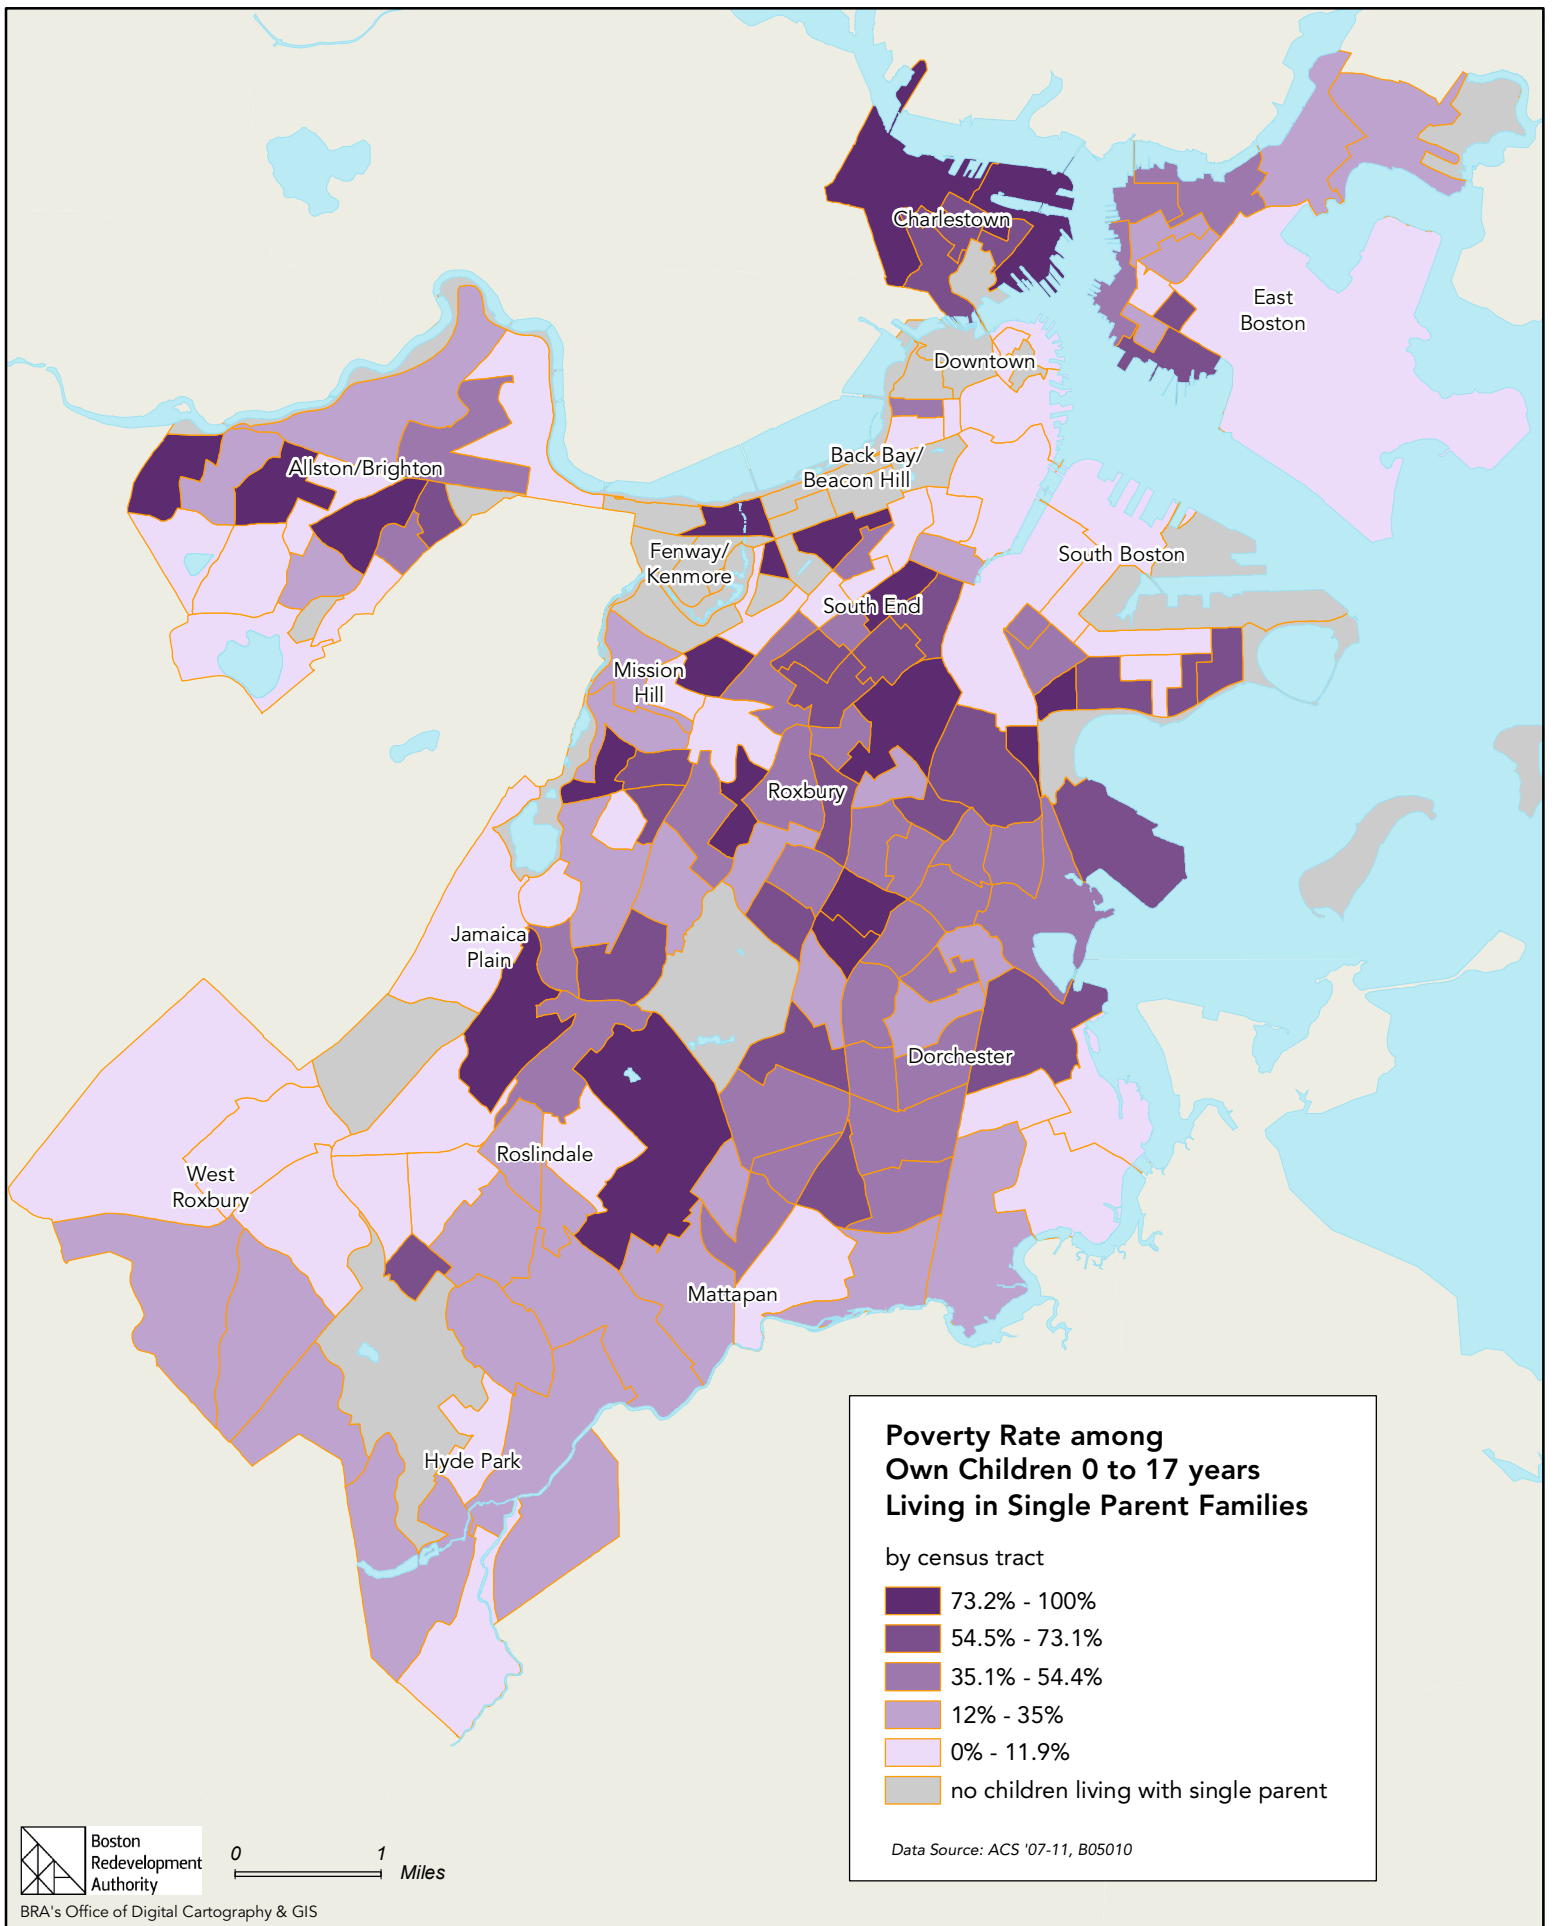 Charlestown
East
Boston
Downtown
Allston/Brighton
Back Bay/
Beacon Hill
Fenway/
Kenmore
South Boston
South End
Mission
Hill
Roxbury
Jamaica
Plain
Dorchester
Roslindale
West
Roxbury
Mattapan
Hyde Park
Poverty Rate among
Own Children 0 to 17 years
Living in Single Parent Families
by census tract
73.2% - 100%
54.5% - 73.1%
35.1% - 54.4%
12% - 35%
0% - 11.9%
no children living with single parent
Data Source: ACS '07-11, B05010
Boston
Redevelopment
Authority
0 1
Miles
BRA's Office of Digital Cartography & GIS